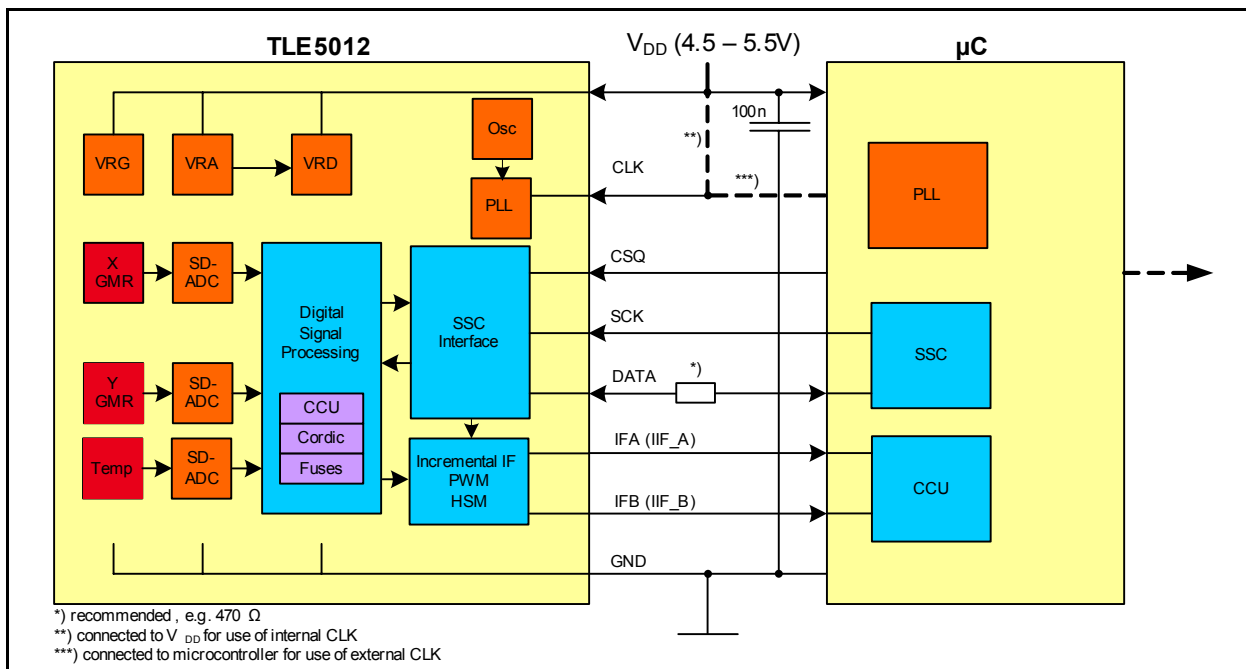 TLE5012
VDD (4.5 – 5.5V)
µC
100n
Osc
**)
VRG
VRA
VRD
CLK
***)
PLL
PLL
CSQ
X
GMR
SD-
ADC
Digital
Signal
Processing
SSC
Interface
SCK
SSC
DATA
*)
Y
GMR
SD-
ADC
CCU
Cordic
Fuses
IFA (IIF_A)
Temp
SD-
ADC
Incremental IF
PWM
HSM
CCU
IFB (IIF_B)
GND
*) recommended , e.g. 470 Ω
**) connected to V DD for use of internal CLK
***) connected to microcontroller for use of external CLK